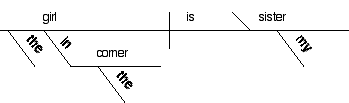 girl is sister
the in my
corner
the